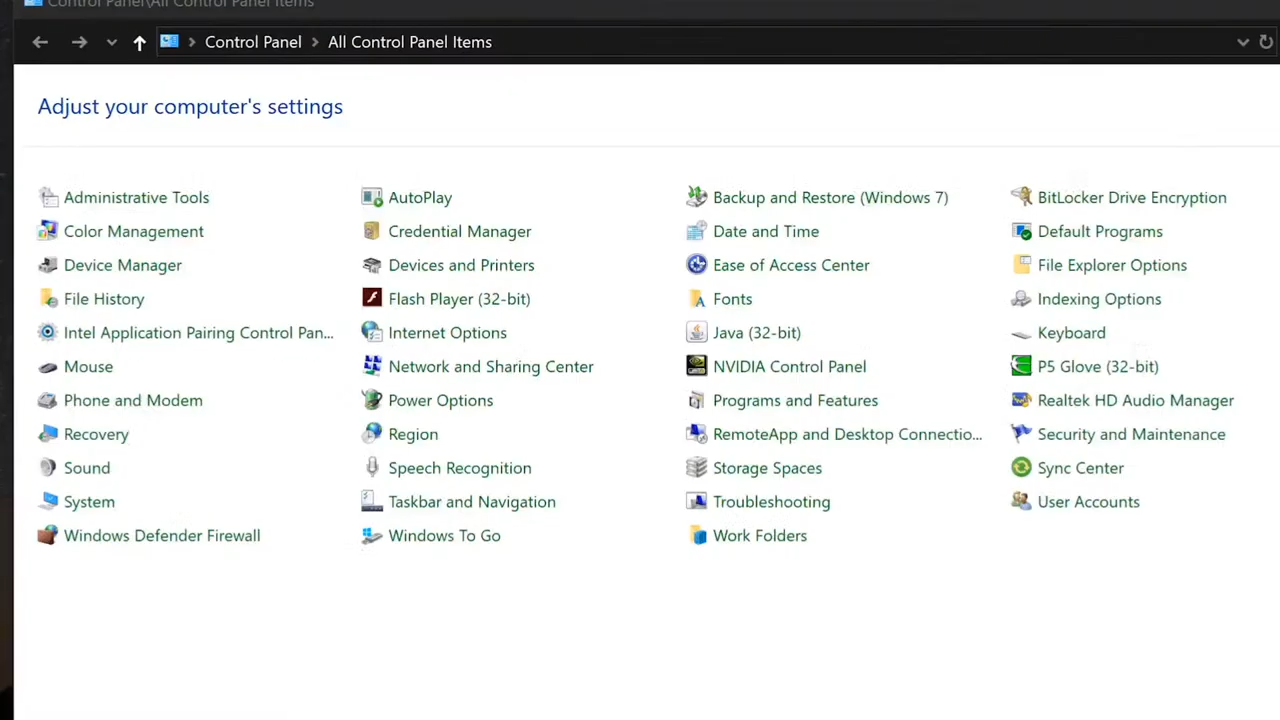 Control Panel\All Control Panel Items
Control Panel > All Control Panel Items
Adjust your computer's settings
Administrative Tools
AutoPlay
Backup and Restore (Windows 7)
BitLocker Drive Encryption
Color Management
Credential Manager
Date and Time
Default Programs
Device Manager
Devices and Printers
Ease of Access Center
File Explorer Options
File History
Flash Player (32-bit)
Fonts
Indexing Options
Intel Application Pairing Control Pan...
Internet Options
Java (32-bit)
Keyboard
Mouse
Network and Sharing Center
NVIDIA Control Panel
P5 Glove (32-bit)
Phone and Modem
Power Options
Programs and Features
Realtek HD Audio Manager
Recovery
Region
RemoteApp and Desktop Connectio...
Security and Maintenance
Sound
Speech Recognition
Storage Spaces
Sync Center
System
Taskbar and Navigation
Troubleshooting
User Accounts
Windows Defender Firewall
Windows To Go
Work Folders